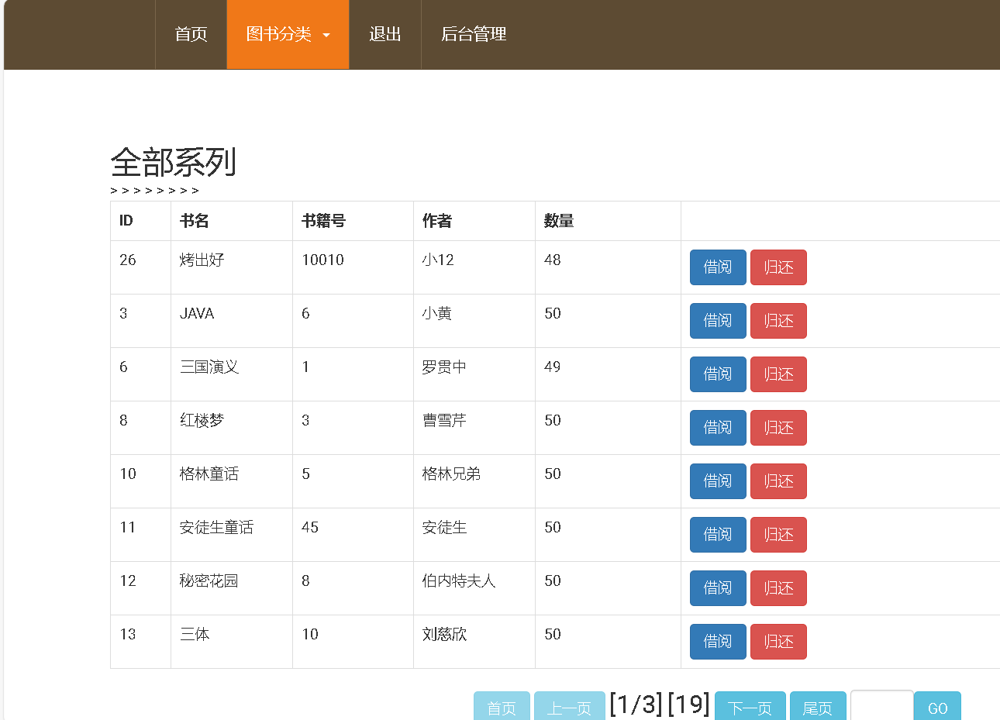 首页 图书分类 退出 后台管理
全部系列
> > > > > > > >
ID 书名 书籍号 作者 数量
26 烤出好 10010 小12 48 借阅 归还
3 JAVA 6 小黄 50 借阅 归还
6 三国演义 1 罗贯中 49 借阅 归还
8 红楼梦 3 曹雪芹 50 借阅 归还
10 格林童话 5 格林兄弟 50 借阅 归还
11 安徒生童话 45 安徒生 50 借阅 归还
12 秘密花园 8 伯内特夫人 50 借阅 归还
13 三体 10 刘慈欣 50 借阅 归还
首页 上一页 [1/3] [19] 下一页 尾页 GO